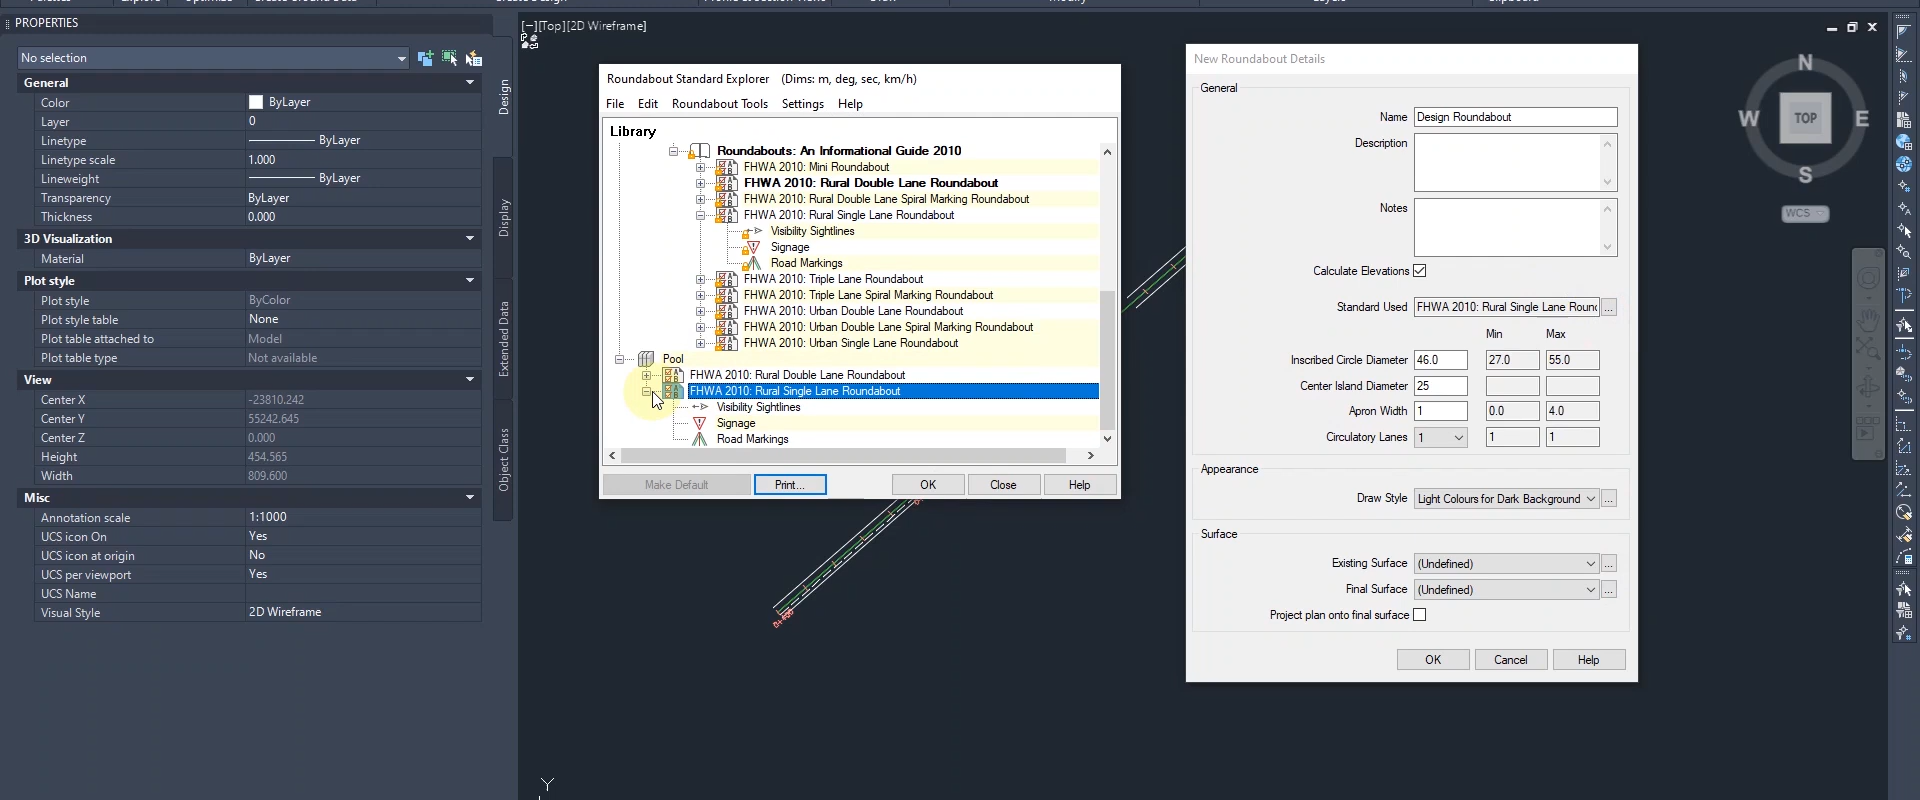 Explore
Create Ground Data
Create Design
Profile & Section Views
Modify
Layers
Clipboard
PROPERTIES
No selection
General
Color ByLayer
Layer 0
Linetype ByLayer
Linetype scale 1.000
Lineweight ByLayer
Transparency ByLayer
Thickness 0.000
3D Visualization
Material ByLayer
Plot style
Plot style ByColor
Plot style table None
Plot table attached to Model
Plot table type Not available
View
Center X -23810.242
Center Y 55242.645
Center Z 0.000
Height 454.565
Width 809.600
Misc
Annotation scale 1:1000
UCS icon On Yes
UCS icon at origin No
UCS per viewport Yes
UCS Name
Visual Style 2D Wireframe
Design
Display
Extended Data
Object Class
[−][Top][2D Wireframe]
Roundabout Standard Explorer (Dims: m, deg, sec, km/h)
File Edit Roundabout Tools Settings Help
Library
Roundabouts: An Informational Guide 2010
FHWA 2010: Mini Roundabout
FHWA 2010: Rural Double Lane Roundabout
FHWA 2010: Rural Double Lane Spiral Marking Roundabout
FHWA 2010: Rural Single Lane Roundabout
Visibility Sightlines
Signage
Road Markings
FHWA 2010: Triple Lane Roundabout
FHWA 2010: Triple Lane Spiral Marking Roundabout
FHWA 2010: Urban Double Lane Roundabout
FHWA 2010: Urban Double Lane Spiral Marking Roundabout
FHWA 2010: Urban Single Lane Roundabout
Pool
FHWA 2010: Rural Double Lane Roundabout
FHWA 2010: Rural Single Lane Roundabout
Visibility Sightlines
Signage
Road Markings
Make Default Print... OK Close Help
New Roundabout Details
General
Name Design Roundabout
Description
Notes
Calculate Elevations
Standard Used FHWA 2010: Rural Single Lane Roun ...
Min Max
Inscribed Circle Diameter 46.0 27.0 55.0
Center Island Diameter 25
Apron Width 1 0.0 4.0
Circulatory Lanes 1 1 1
Appearance
Draw Style Light Colours for Dark Background ...
Surface
Existing Surface (Undefined) ...
Final Surface (Undefined) ...
Project plan onto final surface
OK Cancel Help
N
W TOP E
S
WCS
Y